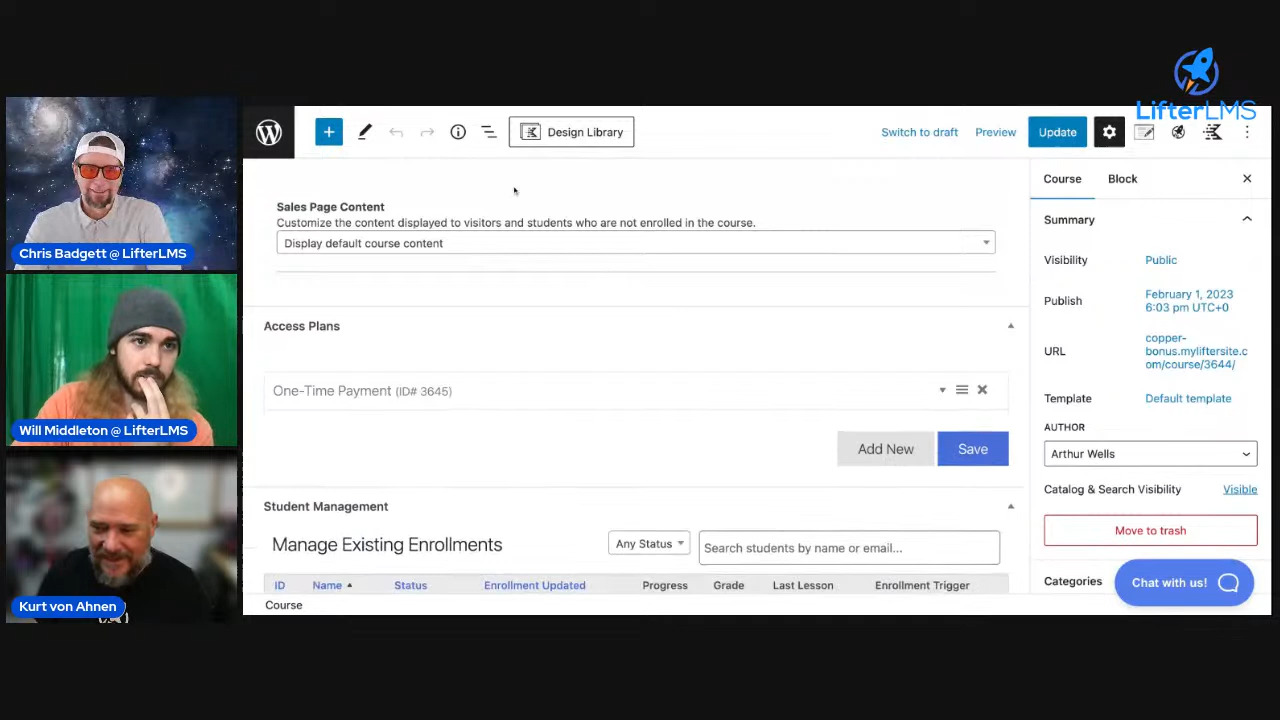 LifterLMS
Design Library
Switch to draft
Preview
Update
Sales Page Content
Customize the content displayed to visitors and students who are not enrolled in the course.
Display default course content
Access Plans
One-Time Payment (ID# 3645)
Add New
Save
Student Management
Manage Existing Enrollments
Any Status
Search students by name or email...
ID Name Status Enrollment Updated Progress Grade Last Lesson Enrollment Trigger
Course
Course
Block
Summary
Visibility
Public
Publish
February 1, 2023
6:03 pm UTC+0
URL
copper-
bonus.myliftersite.c
om/course/3644/
Template
Default template
AUTHOR
Arthur Wells
Catalog & Search Visibility
Visible
Move to trash
Categories
Chat with us!
Chris Badgett @ LifterLMS
Will Middleton @ LifterLMS
Kurt von Ahnen